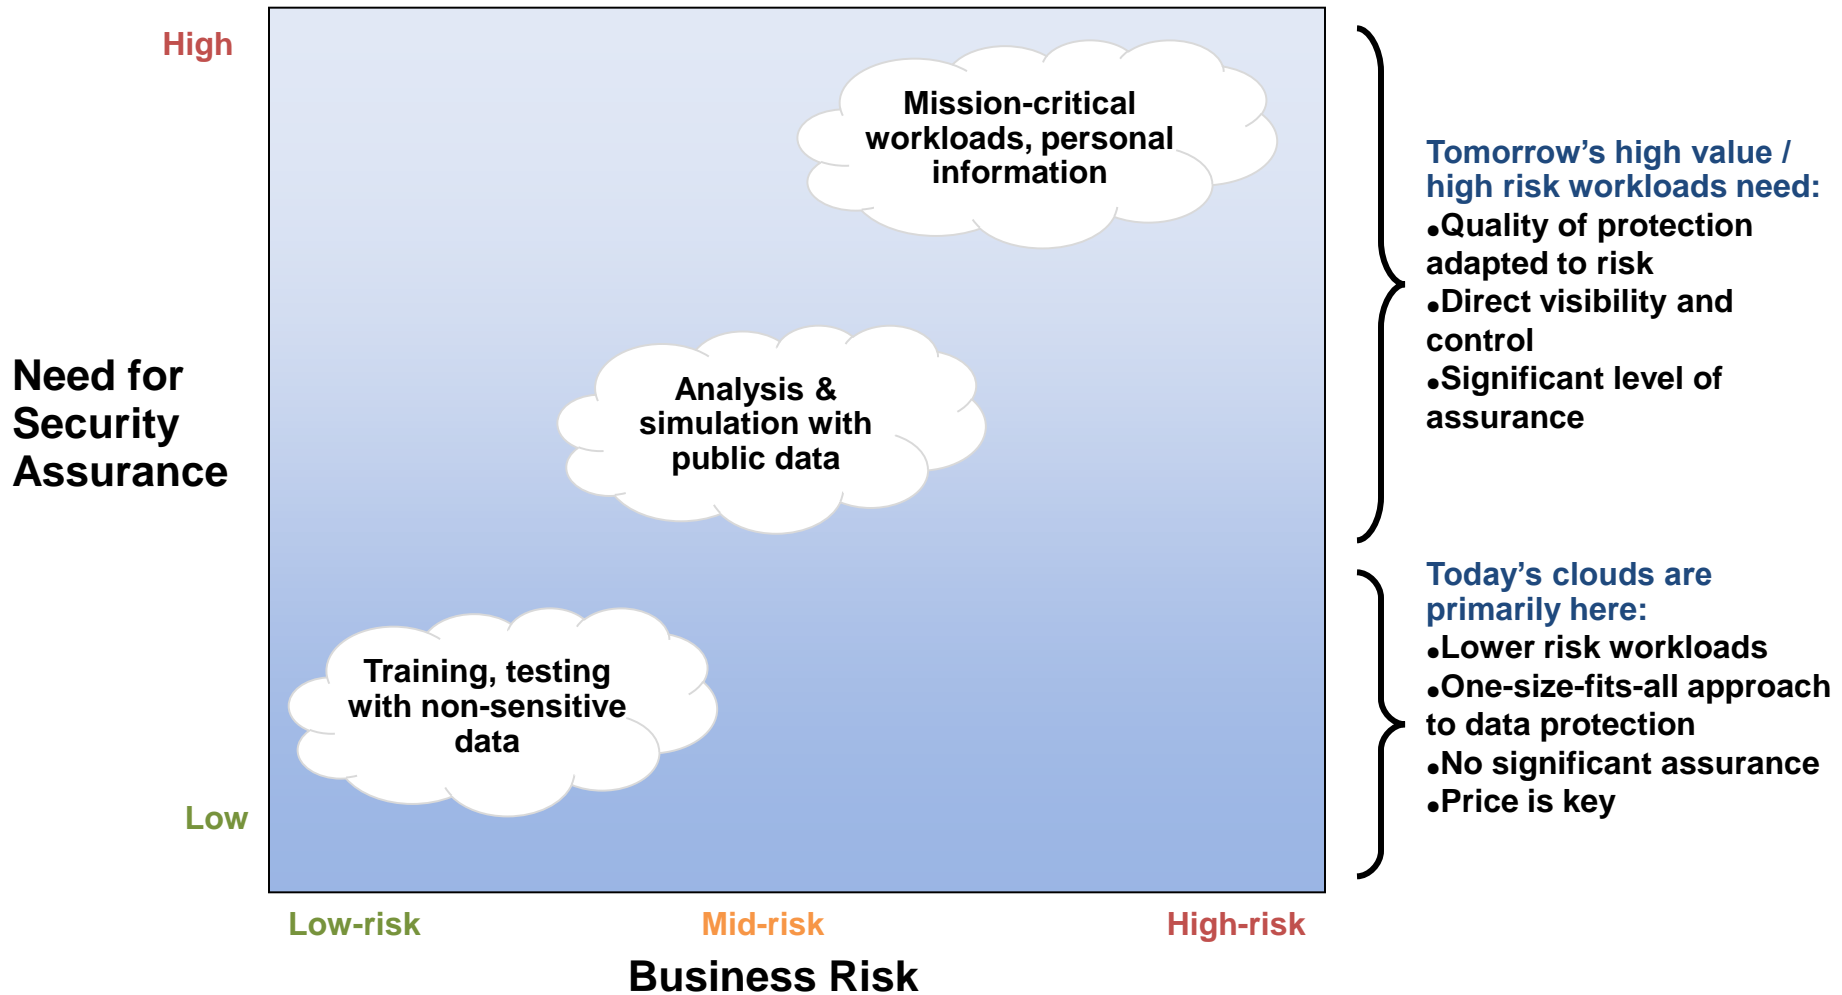 High
Mission-critical
workloads, personal
information
Need for
Security
Assurance
Analysis &
simulation with
public data
Training, testing
with non-sensitive
data
Low
Low-risk
Mid-risk
High-risk
Business Risk
Tomorrow’s high value /
high risk workloads need:
•Quality of protection
adapted to risk
•Direct visibility and
control
•Significant level of
assurance
Today’s clouds are
primarily here:
•Lower risk workloads
•One-size-fits-all approach
to data protection
•No significant assurance
•Price is key